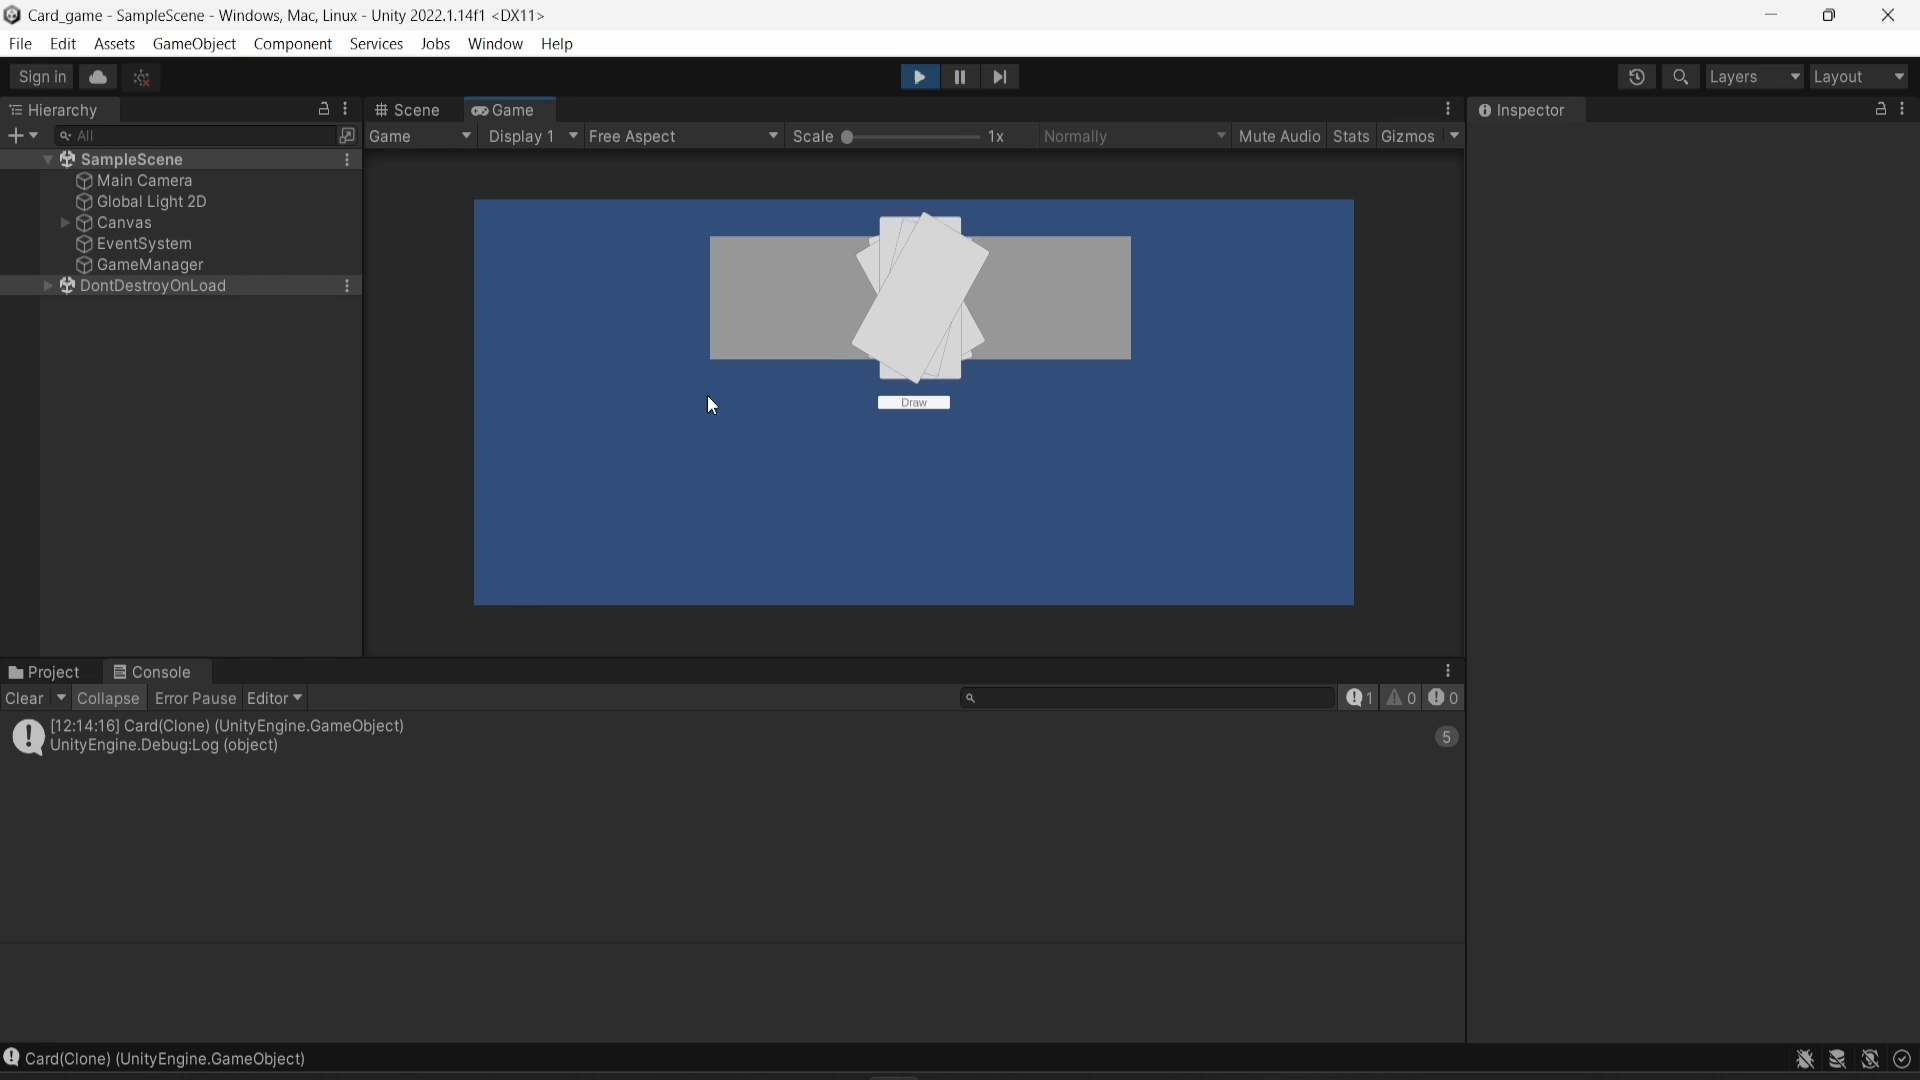 Card_game - SampleScene - Windows, Mac, Linux - Unity 2022.1.14f1 <DX11>
File Edit Assets GameObject Component Services Jobs Window Help
Sign in
Layers Layout
Hierarchy
Scene Game
Inspector
All
Game Display 1 Free Aspect Scale 1x Normally Mute Audio Stats Gizmos
SampleScene
Main Camera
Global Light 2D
Canvas
EventSystem
GameManager
DontDestroyOnLoad
Draw
Project Console
Clear Collapse Error Pause Editor
1 0 0
[12:14:16] Card(Clone) (UnityEngine.GameObject)
UnityEngine.Debug:Log (object)
5
Card(Clone) (UnityEngine.GameObject)